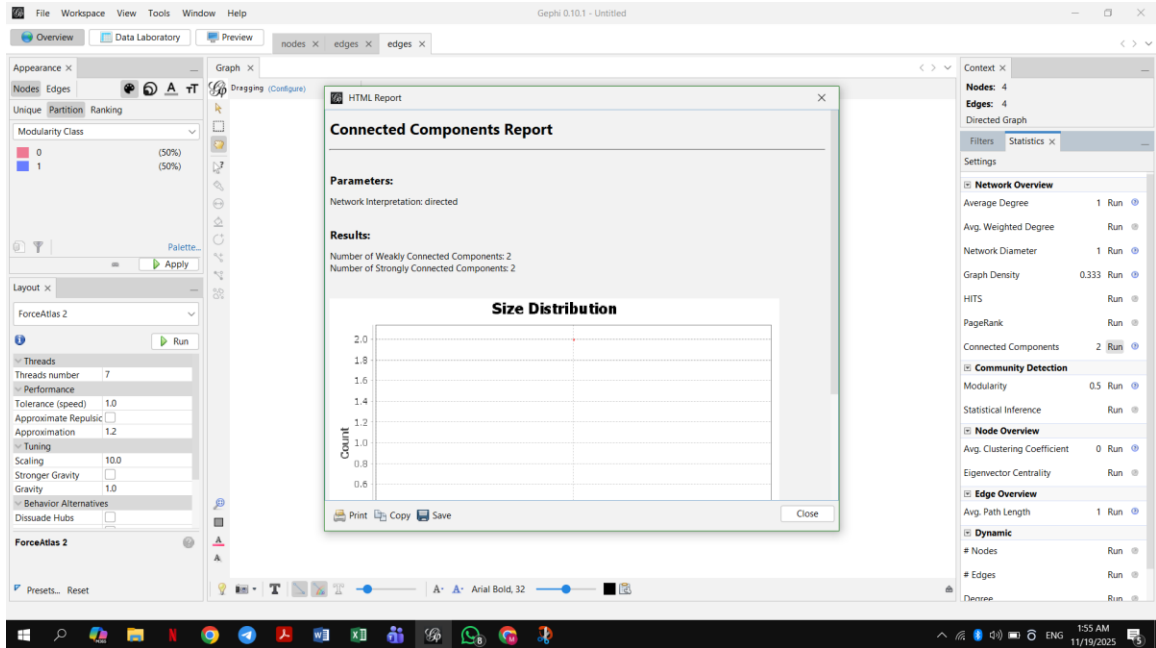 File Workspace View Tools Window Help
Gephi 0.10.1 - Untitled
Overview Data Laboratory Preview
nodes × edges × edges ×
Appearance ×
Nodes Edges
Unique Partition Ranking
Modularity Class
0 (50%)
1 (50%)
Palette...
Apply
Layout ×
ForceAtlas 2
Run
Threads
Threads number 7
Performance
Tolerance (speed) 1.0
Approximate Repulsic
Approximation 1.2
Tuning
Scaling 10.0
Stronger Gravity
Gravity 1.0
Behavior Alternatives
Dissuade Hubs
ForceAtlas 2
Presets... Reset
Graph ×
Dragging (Configure)
HTML Report
Connected Components Report
Parameters:
Network Interpretation: directed
Results:
Number of Weakly Connected Components: 2
Number of Strongly Connected Components: 2
Size Distribution
2.0
1.8
1.6
1.4
1.2
1.0
0.8
0.6
Count
Print Copy Save
Close
Arial Bold, 32
Context ×
Nodes: 4
Edges: 4
Directed Graph
Filters Statistics ×
Settings
Network Overview
Average Degree 1 Run
Avg. Weighted Degree Run
Network Diameter 1 Run
Graph Density 0.333 Run
HITS Run
PageRank Run
Connected Components 2 Run
Community Detection
Modularity 0.5 Run
Statistical Inference Run
Node Overview
Avg. Clustering Coefficient 0 Run
Eigenvector Centrality Run
Edge Overview
Avg. Path Length 1 Run
Dynamic
# Nodes Run
# Edges Run
Degree Run
ENG
1:55 AM
11/19/2025